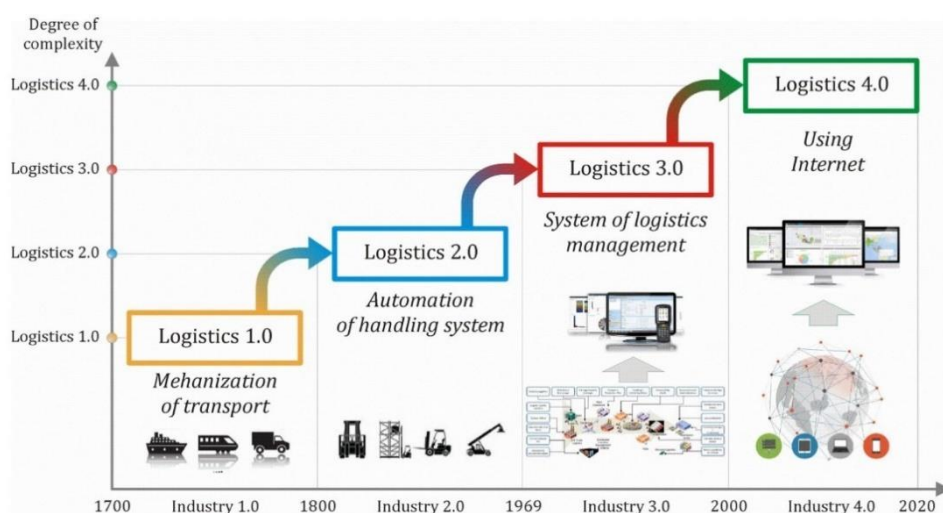 Degree of
complexity
Logistics 4.0
Logistics 3.0
Logistics 2.0
Logistics 1.0
Logistics 1.0
Mehanization
of transport
Logistics 2.0
Automation
of handling system
Logistics 3.0
System of logistics
management
Logistics 4.0
Using
Internet
1700 Industry 1.0 1800 Industry 2.0 1969 Industry 3.0 2000 Industry 4.0 2020